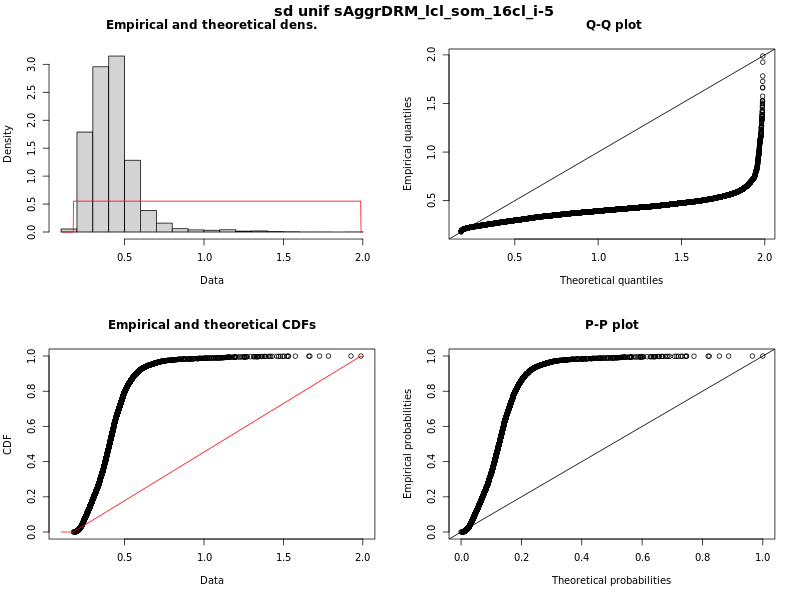 sd unif sAggrDRM_lcl_som_16cl_i-5
Empirical and theoretical dens.
Density
0.0 0.5 1.0 1.5 2.0 2.5 3.0
0.5 1.0 1.5 2.0
Data
Q-Q plot
Empirical quantiles
0.5 1.0 1.5 2.0
0.5 1.0 1.5 2.0
Theoretical quantiles
Empirical and theoretical CDFs
CDF
0.0 0.2 0.4 0.6 0.8 1.0
0.5 1.0 1.5 2.0
Data
P-P plot
Empirical probabilities
0.0 0.2 0.4 0.6 0.8 1.0
0.0 0.2 0.4 0.6 0.8 1.0
Theoretical probabilities